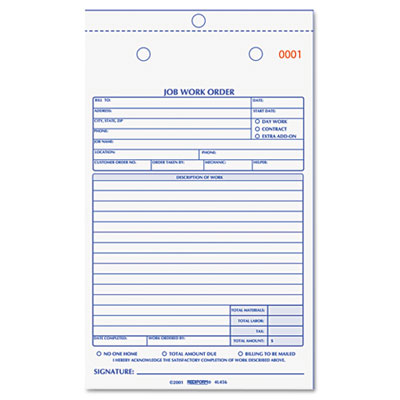 0001
JOB WORK ORDER
BILL TO: DATE:
ADDRESS: START DATE:
CITY, STATE, ZIP DAY WORK
PHONE: CONTRACT
JOB NAME: EXTRA ADD-ON
LOCATION: PHONE:
CUSTOMER ORDER NO. ORDER TAKEN BY: MECHANIC: HELPER:
DESCRIPTION OF WORK
TOTAL MATERIALS:
TOTAL LABOR:
TAX:
DATE COMPLETED: WORK ORDERED BY: TOTAL AMOUNT: $
NO ONE HOME TOTAL AMOUNT DUE BILLING TO BE MAILED
I HEREBY ACKNOWLEDGE THE SATISFACTORY COMPLETION OF WORK DESCRIBED ABOVE.
SIGNATURE:
©2001 REDIFORM® 4L456